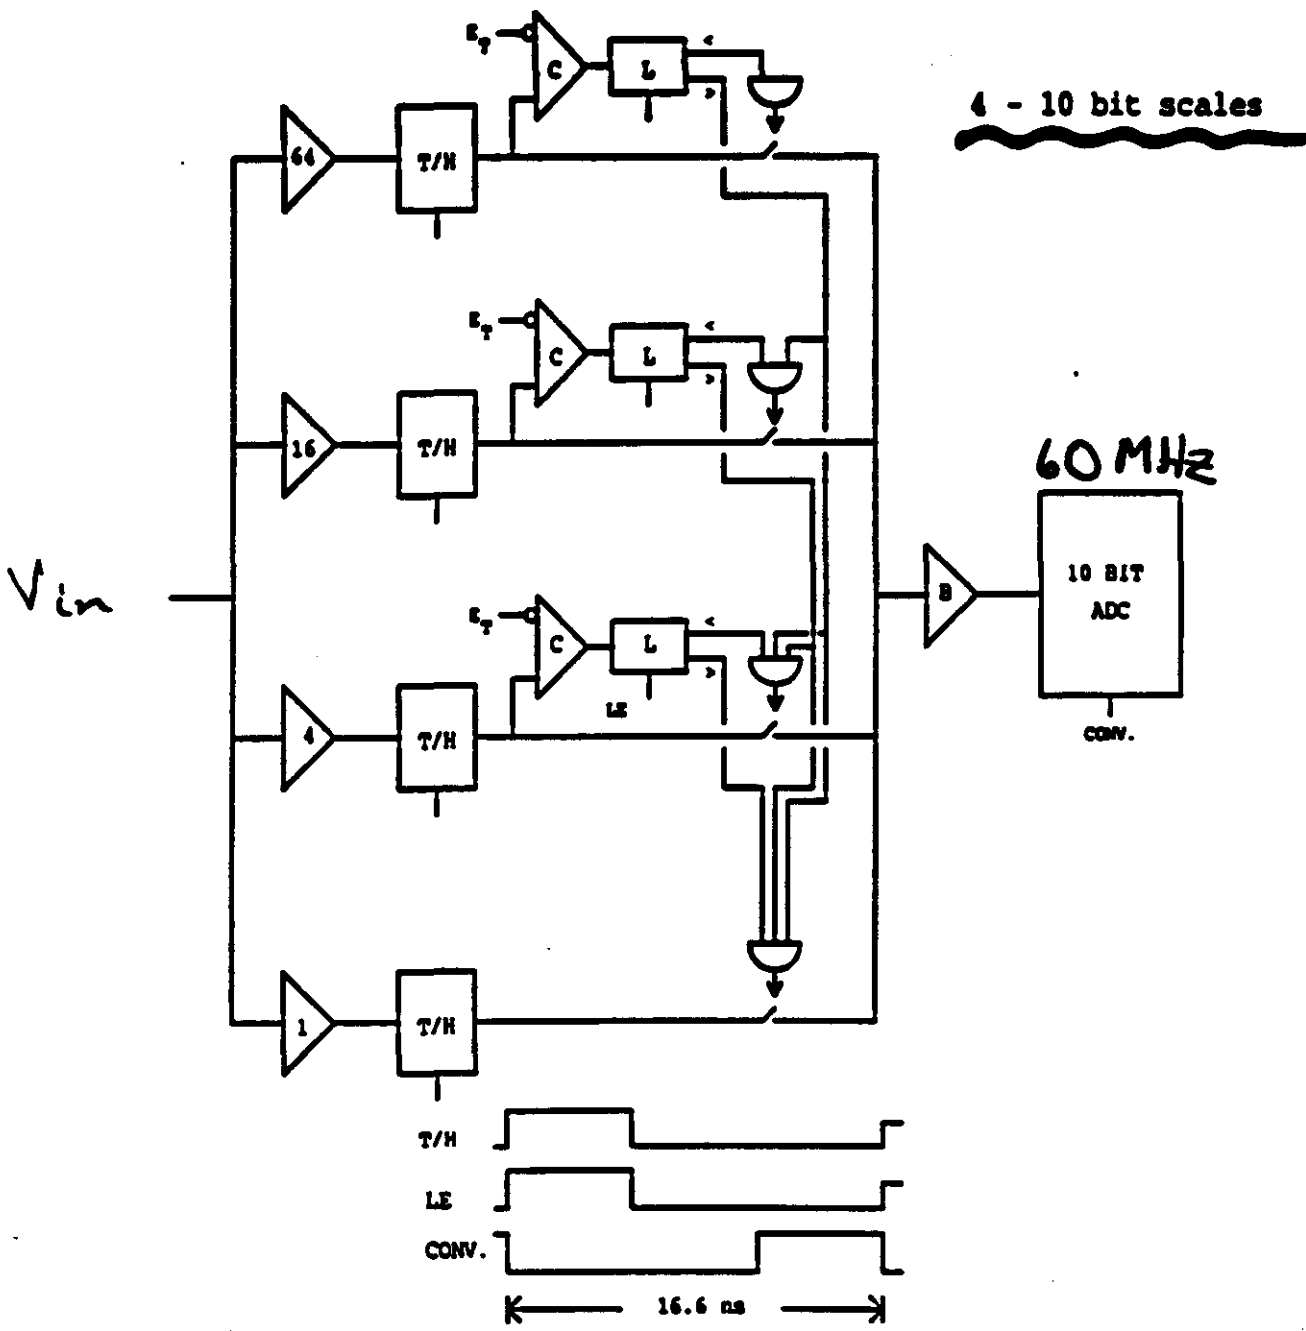 E_T
C
L
<
>
4 - 10 bit scales
64
T/H
E_T
C
L
<
>
16
T/H
60 MHz
10 BIT
ADC
B
CONV.
Vin
E_T
C
L
<
>
LE
4
T/H
1
T/H
T/H
LE
CONV.
16.6 ns